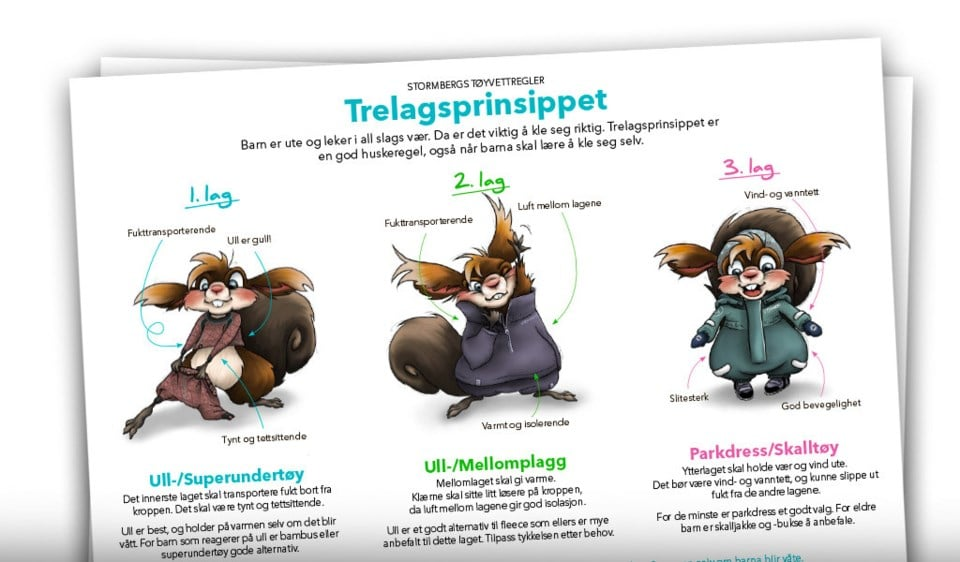 STORMBERGS TØYVETTREGLER
Trelagsprinsippet
Barn er ute og leker i all slags vær. Da er det viktig å kle seg riktig. Trelagsprinsippet er
en god huskeregel, også når barna skal lære å kle seg selv.
1. lag
Fukttransporterende
Ull er gull!
Tynt og tettsittende
Ull-/Superundertøy
Det innerste laget skal transportere fukt bort fra
kroppen. Det skal være tynt og tettsittende.
Ull er best, og holder på varmen selv om det blir
vått. For barn som reagerer på ull er bambus eller
superundertøy gode alternativ.
2. lag
Fukttransporterende
Luft mellom lagene
Varmt og isolerende
Ull-/Mellomplagg
Mellomlaget skal gi varme.
Klærne skal sitte litt løsere på kroppen,
da luft mellom lagene gir god isolasjon.
Ull er et godt alternativ til fleece som ellers er mye
anbefalt til dette laget. Tilpass tykkelsen etter behov.
3. lag
Vind- og vanntett
Slitesterk
God bevegelighet
Parkdress/Skalltøy
Ytterlaget skal holde vær og vind ute.
Det bør være vind- og vanntett, og kunne slippe ut
fukt fra de andre lagene.
For de minste er parkdress et godt valg. For eldre
barn er skalljakke og -bukse å anbefale.
om barna blir våte.